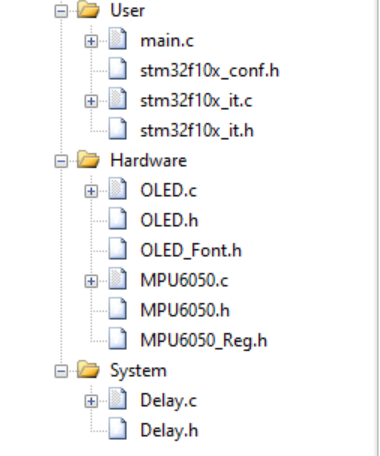 User
main.c
stm32f10x_conf.h
stm32f10x_it.c
stm32f10x_it.h
Hardware
OLED.c
OLED.h
OLED_Font.h
MPU6050.c
MPU6050.h
MPU6050_Reg.h
System
Delay.c
Delay.h